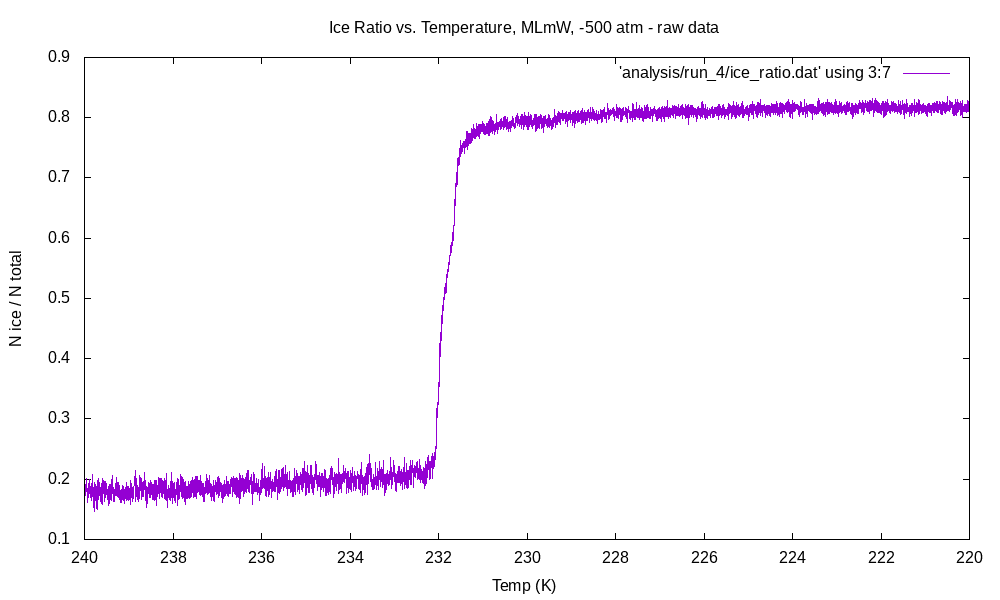 Ice Ratio vs. Temperature, MLmW, -500 atm - raw data
'analysis/run_4/ice_ratio.dat' using 3:7
0.9
0.8
0.7
0.6
0.5
0.4
0.3
0.2
0.1
N ice / N total
240 238 236 234 232 230 228 226 224 222 220
Temp (K)